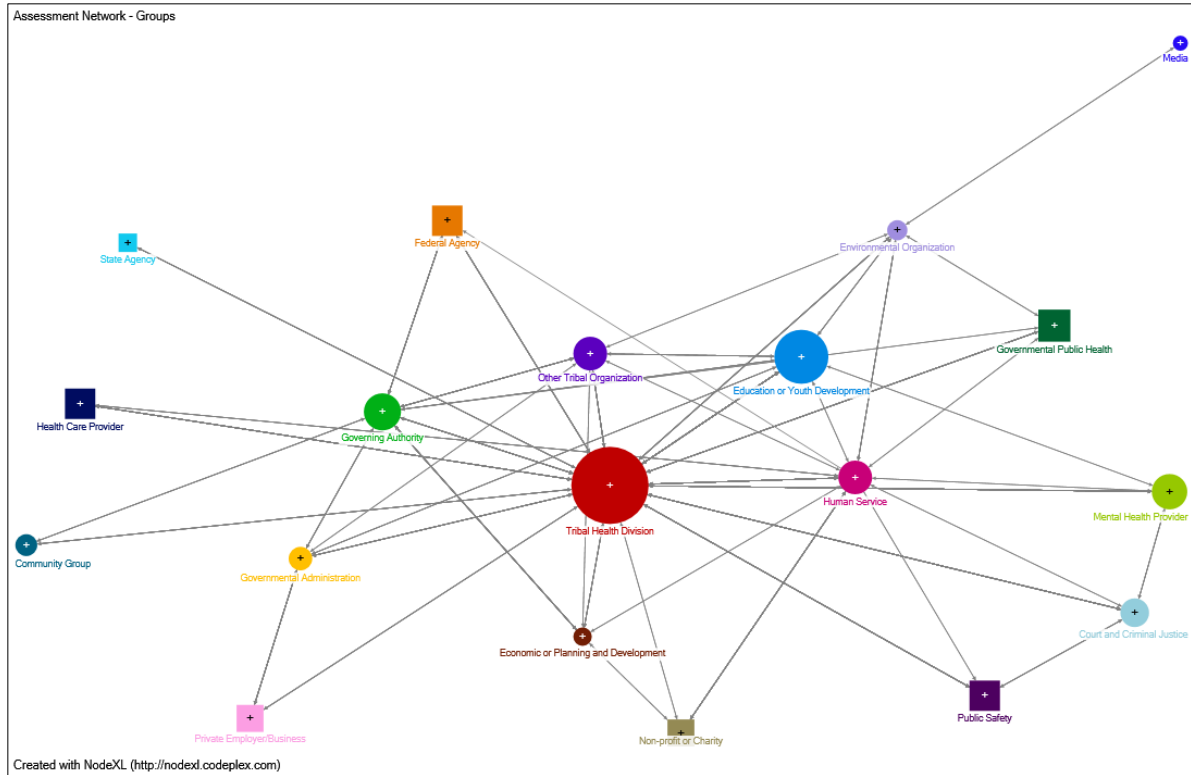 Assessment Network - Groups
Media
State Agency
Federal Agency
Environmental Organization
Governmental Public Health
Other Tribal Organization
Education or Youth Development
Health Care Provider
Governing Authority
Human Service
Mental Health Provider
Tribal Health Division
Community Group
Governmental Administration
Court and Criminal Justice
Economic or Planning and Development
Public Safety
Private Employer/Business
Non-profit or Charity
Created with NodeXL (http://nodexl.codeplex.com)